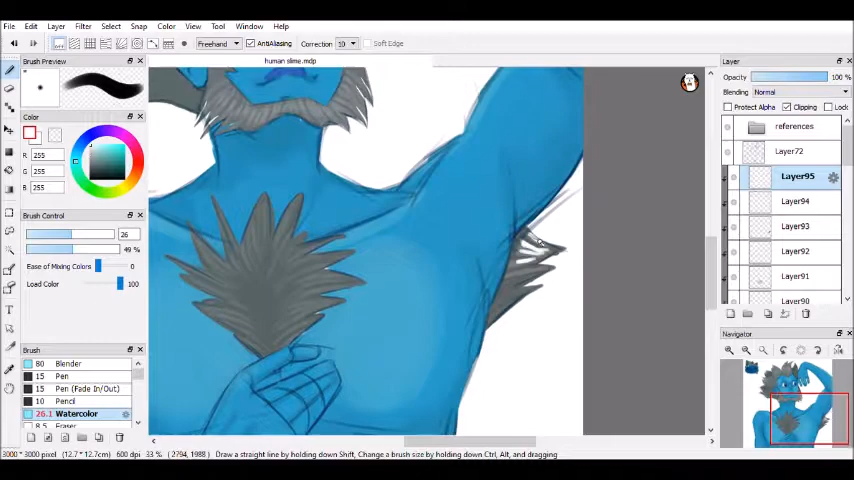 File Edit Layer Filter Select Snap Color View Tool Window Help
Freehand AntiAliasing Correction 10 Soft Edge
Brush Preview
human slime.mdp
Layer
Opacity 100 %
Blending Normal
Protect Alpha Clipping Lock
references
Layer72
Layer95
Layer94
Layer93
Layer92
Layer91
Layer90
Color
R 255
G 255
B 255
Brush Control
26
49 %
Ease of Mixing Colors 0
Load Color 100
Brush
80 Blender
15 Pen
15 Pen (Fade In/Out)
10 Pencil
26.1 Watercolor
8.5 Eraser
Navigator
3000 * 3000 pixel (12.7 * 12.7cm) 600 dpi 33 % ( 2794, 1988 ) Draw a straight line by holding down Shift, Change a brush size by holding down Ctrl, Alt, and dragging